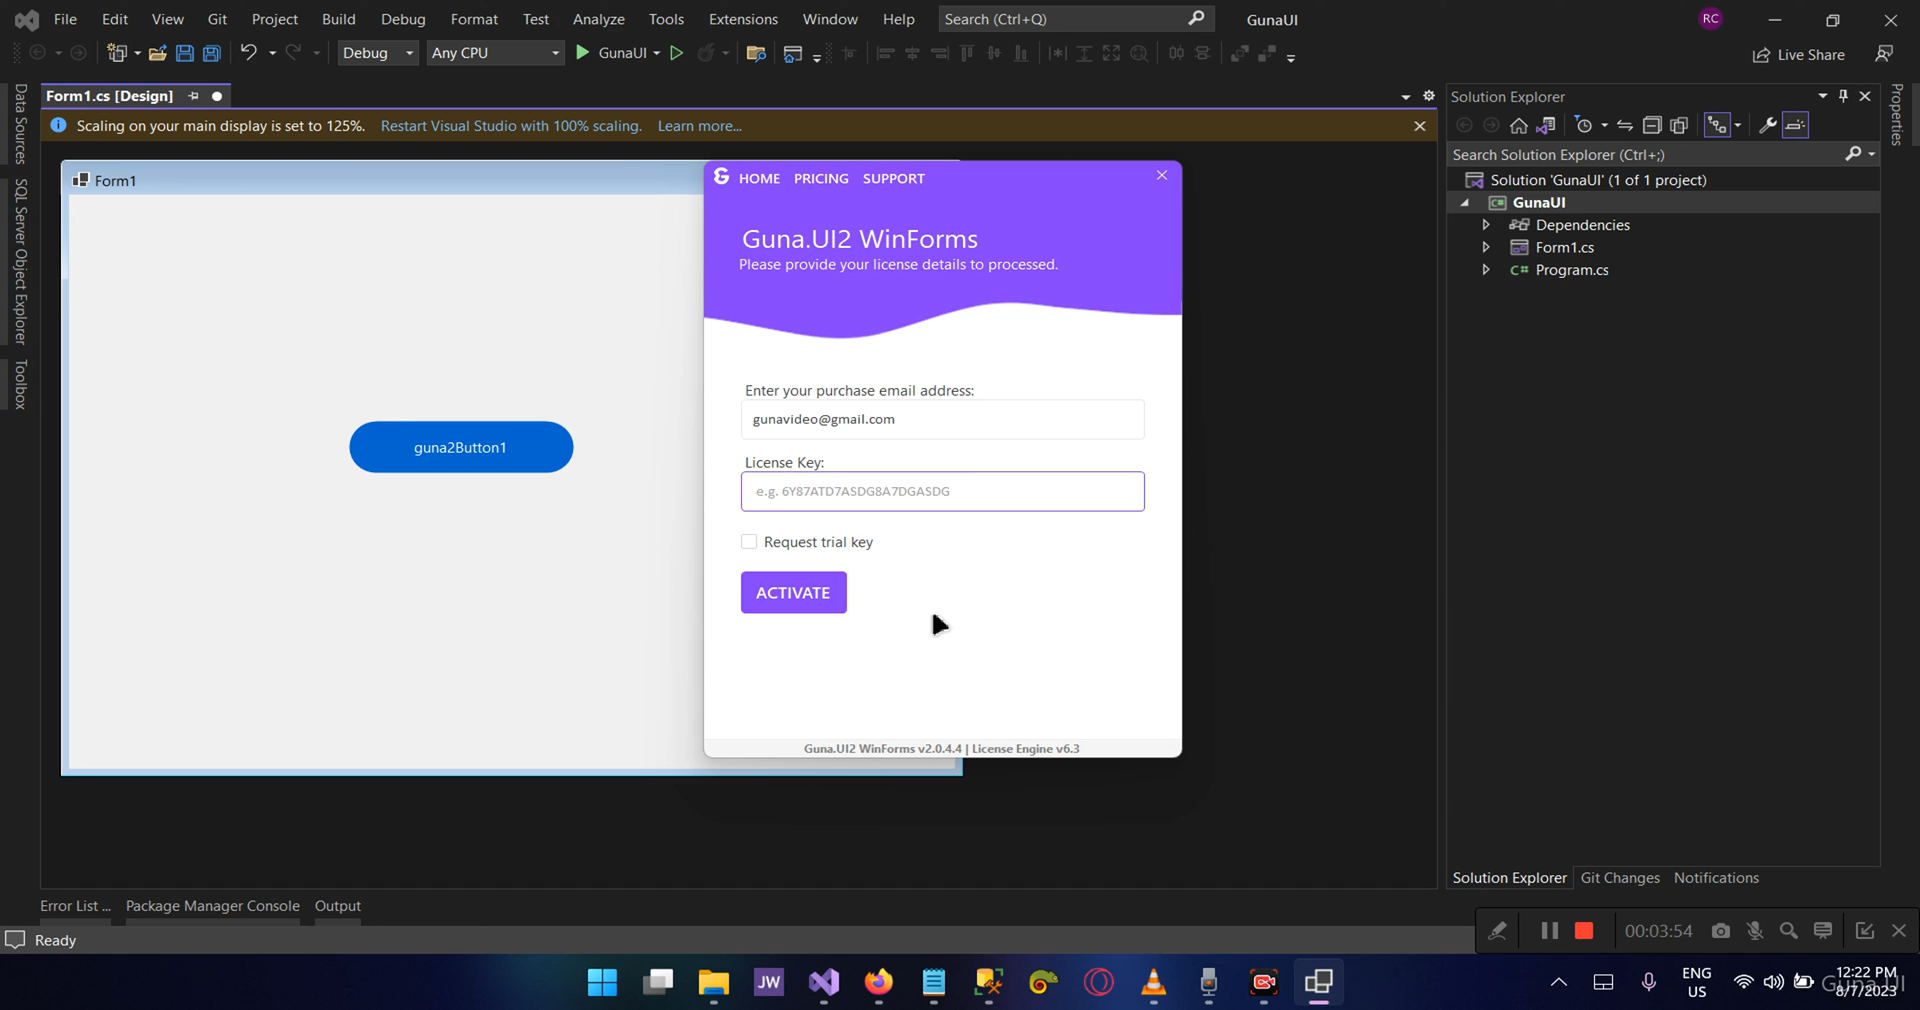 File Edit View Git Project Build Debug Format Test Analyze Tools Extensions Window Help Search (Ctrl+Q) GunaUI RC
Debug Any CPU GunaUI Live Share
Form1.cs [Design]
Scaling on your main display is set to 125%. Restart Visual Studio with 100% scaling. Learn more...
Data Sources
SQL Server Object Explorer
Toolbox
Form1
guna2Button1
G HOME PRICING SUPPORT
Guna.UI2 WinForms
Please provide your license details to processed.
Enter your purchase email address:
gunavideo@gmail.com
License Key:
e.g. 6Y87ATD7ASDG8A7DGASDG
Request trial key
ACTIVATE
Guna.UI2 WinForms v2.0.4.4 | License Engine v6.3
Solution Explorer
Search Solution Explorer (Ctrl+;)
Solution 'GunaUI' (1 of 1 project)
C# GunaUI
Dependencies
Form1.cs
C# Program.cs
Properties
Solution Explorer Git Changes Notifications
Error List ... Package Manager Console Output
Ready
00:03:54
JW
ENG
US
12:22 PM
8/7/2023
Guna UI